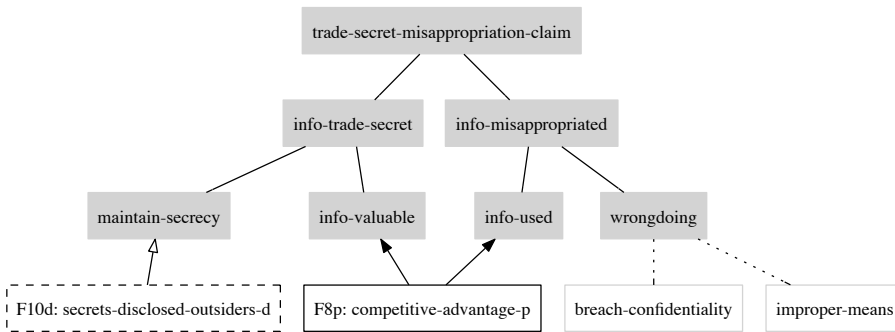 trade-secret-misappropriation-claim
info-trade-secret
info-misappropriated
maintain-secrecy
info-valuable
info-used
wrongdoing
F10d: secrets-disclosed-outsiders-d
F8p: competitive-advantage-p
breach-confidentiality
improper-means